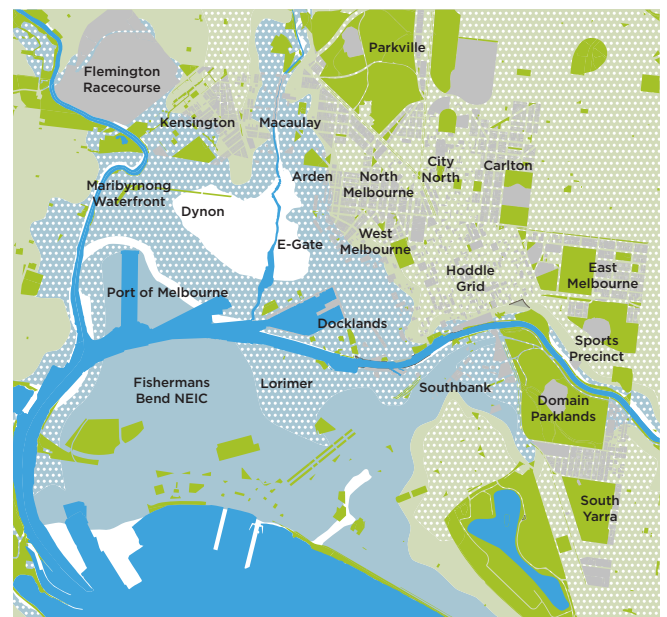 Parkville
Flemington
Racecourse
Kensington
Macaulay
City
North
Carlton
Arden
North
Melbourne
Maribyrnong
Waterfront
Dynon
West
Melbourne
E-Gate
Hoddle
Grid
East
Melbourne
Port of Melbourne
Docklands
Sports
Precinct
Fishermans
Bend NEIC
Lorimer
Southbank
Domain
Parklands
South
Yarra